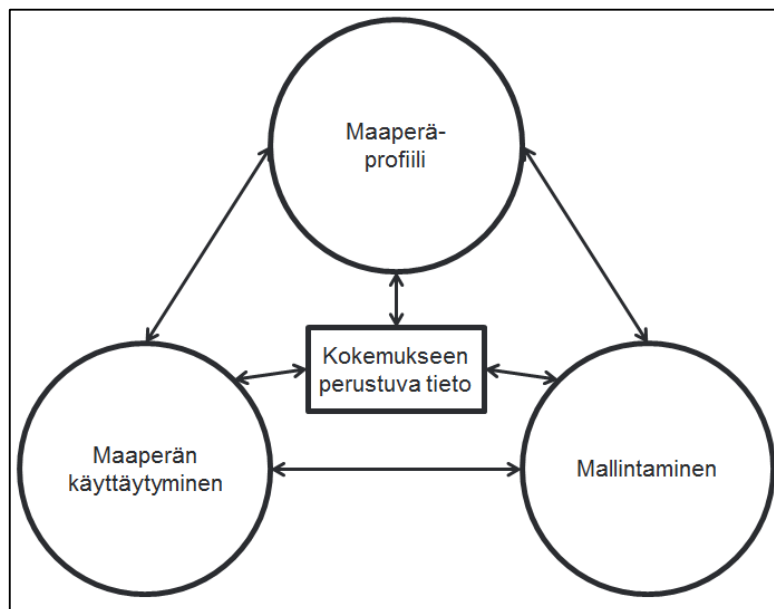 Maaperä-
profiili
Kokemukseen
perustuva tieto
Maaperän
käyttäytyminen
Mallintaminen